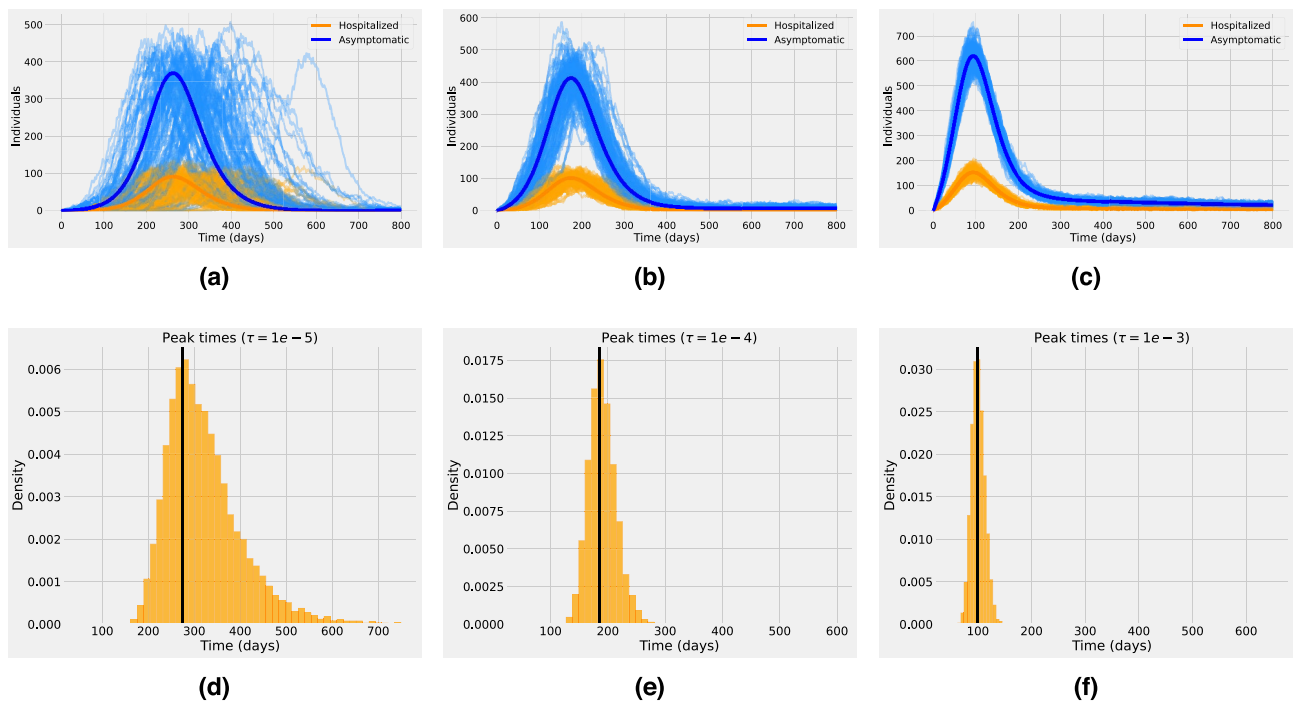 Hospitalized
Asymptomatic
500
400
300
200
100
0
Individuals
0 100 200 300 400 500 600 700 800
Time (days)
(a)
Hospitalized
Asymptomatic
600
500
400
300
200
100
0
Individuals
0 100 200 300 400 500 600 700 800
Time (days)
(b)
Hospitalized
Asymptomatic
700
600
500
400
300
200
100
0
Individuals
0 100 200 300 400 500 600 700 800
Time (days)
(c)
Peak times (τ = 1e − 5)
0.006
0.005
0.004
0.003
0.002
0.001
0.000
Density
100 200 300 400 500 600 700
Time (days)
(d)
Peak times (τ = 1e − 4)
0.0175
0.0150
0.0125
0.0100
0.0075
0.0050
0.0025
0.0000
Density
100 200 300 400 500 600
Time (days)
(e)
Peak times (τ = 1e − 3)
0.030
0.025
0.020
0.015
0.010
0.005
0.000
Density
100 200 300 400 500 600
Time (days)
(f)